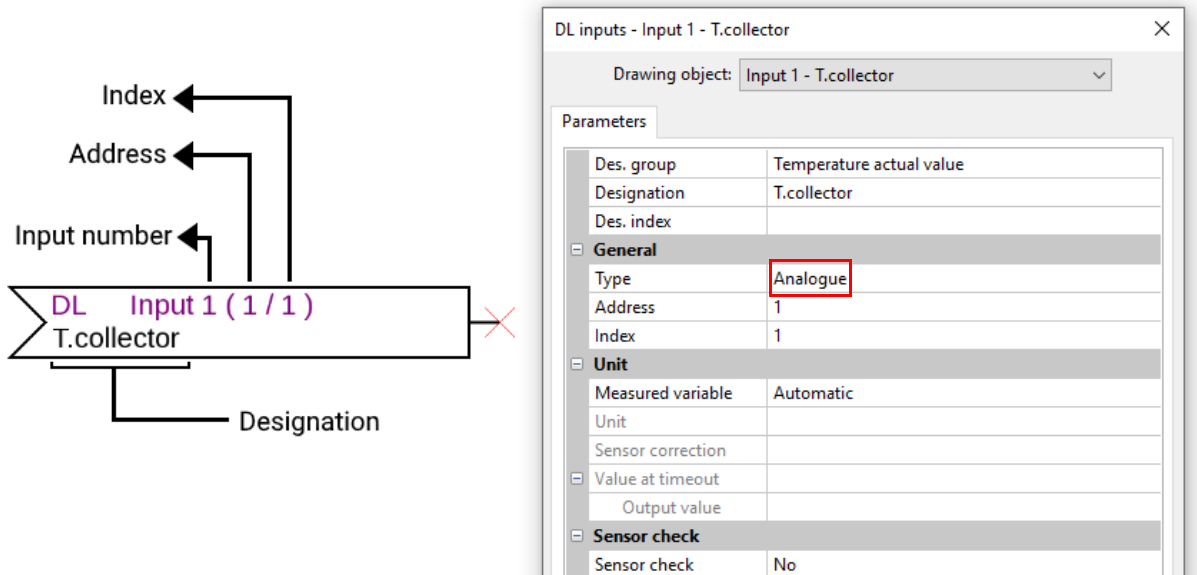 Index
Address
Input number
DL Input 1 ( 1 / 1 )
T.collector
Designation
DL inputs - Input 1 - T.collector
Drawing object: Input 1 - T.collector
Parameters
Des. group Temperature actual value
Designation T.collector
Des. index
General
Type Analogue
Address 1
Index 1
Unit
Measured variable Automatic
Unit
Sensor correction
Value at timeout
Output value
Sensor check
Sensor check No